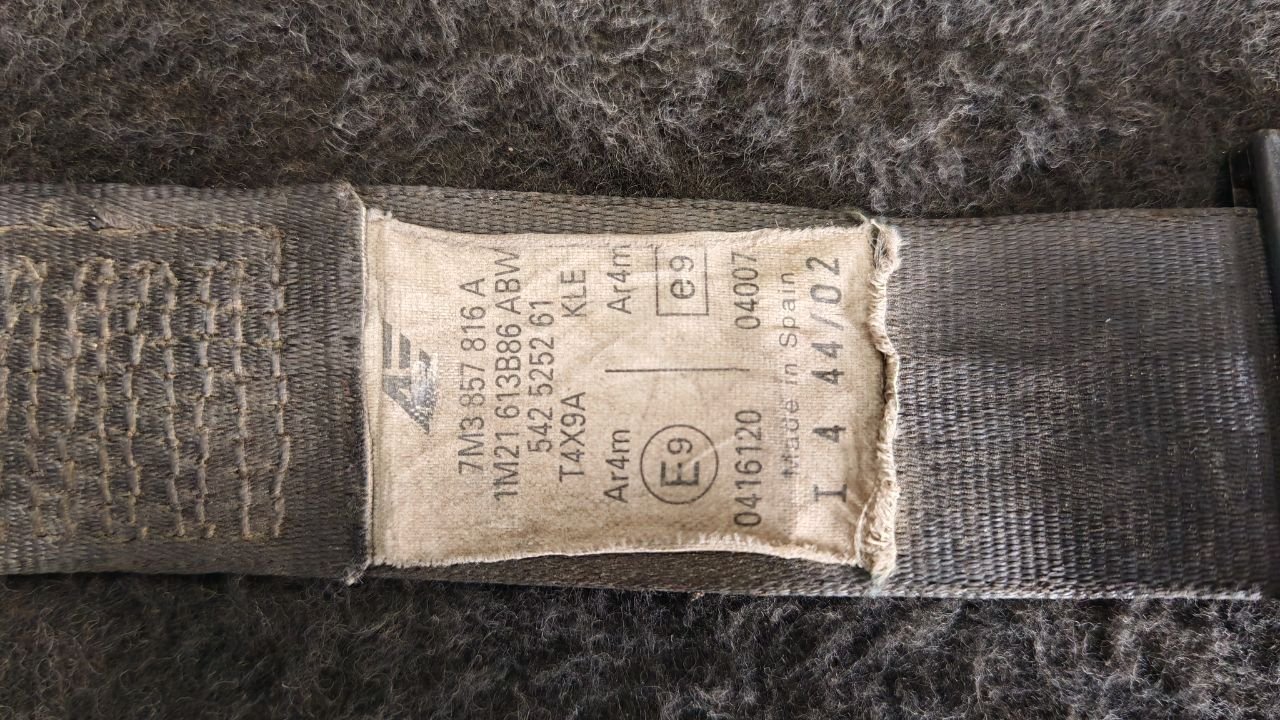 7M3 857 816 A
1M21 613B86 ABW
542 5252 61
T4X9A KLE
Ar4m Ar4m
E9 e9
0416120 04007
Made in Spain
I 4 44/02